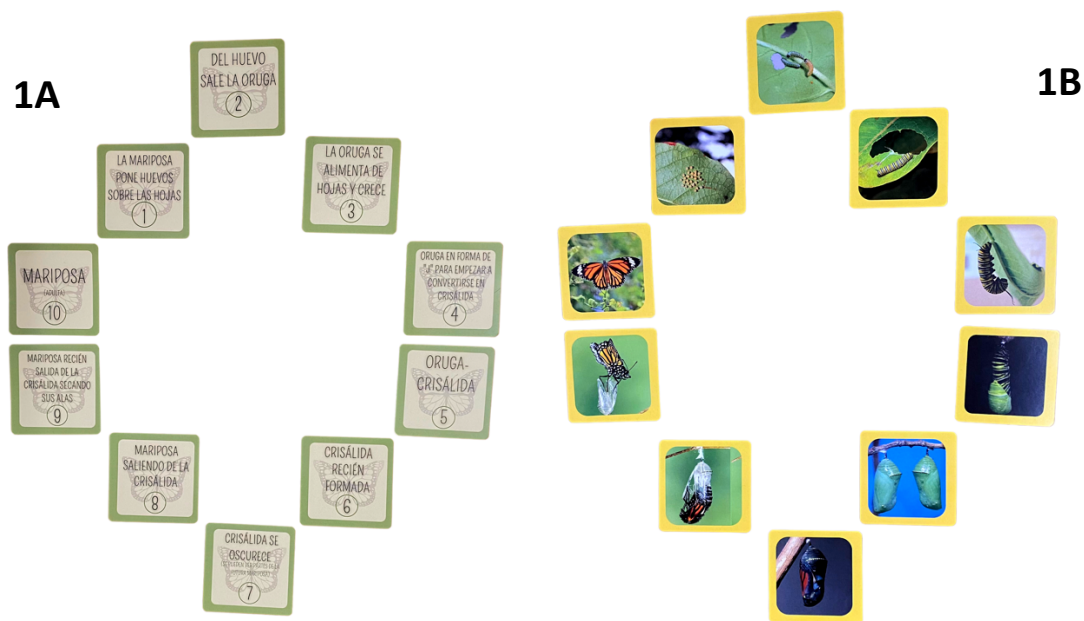 1A
DEL HUEVO
SALE LA ORUGA
2
LA MARIPOSA
PONE HUEVOS
SOBRE LAS HOJAS
1
LA ORUGA SE
ALIMENTA DE
HOJAS Y CRECE
3
MARIPOSA
(ADULTA)
10
ORUGA EN FORMA DE
"J" PARA EMPEZAR A
CONVERTIRSE EN
CRISÁLIDA
4
MARIPOSA RECIÉN
SALIDA DE LA
CRISÁLIDA SECANDO
SUS ALAS
9
ORUGA-
CRISÁLIDA
5
MARIPOSA
SALIENDO DE LA
CRISÁLIDA
8
CRISÁLIDA
RECIÉN
FORMADA
6
CRISÁLIDA SE
OSCURECE
7
1B